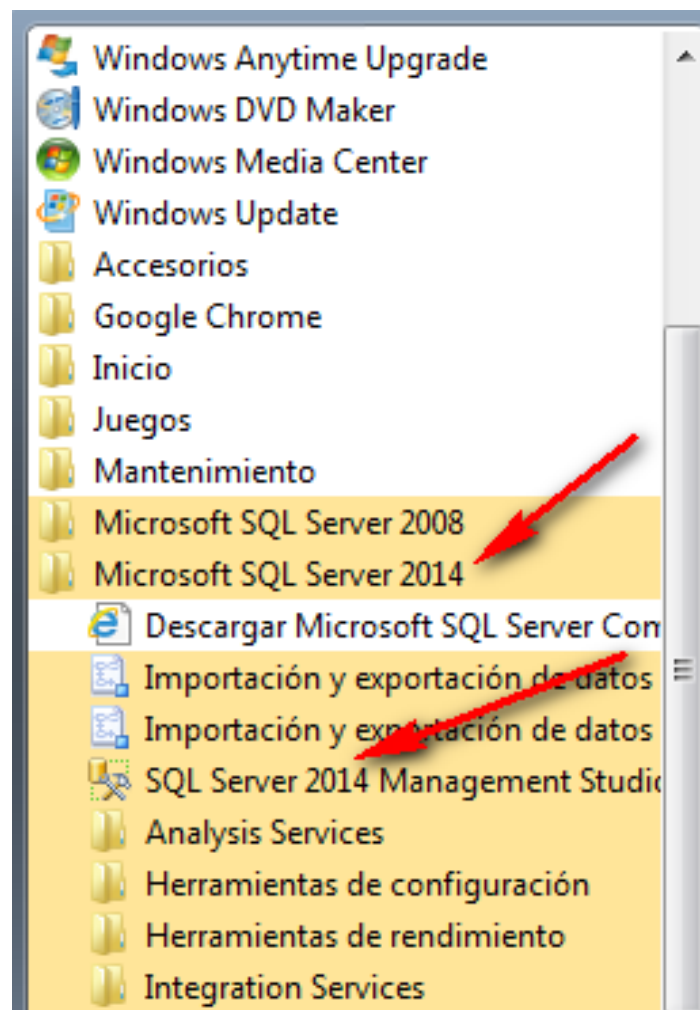 Windows Anytime Upgrade
Windows DVD Maker
Windows Media Center
Windows Update
Accesorios
Google Chrome
Inicio
Juegos
Mantenimiento
Microsoft SQL Server 2008
Microsoft SQL Server 2014
Descargar Microsoft SQL Server Com
Importación y exportación de datos
Importación y exportación de datos
SQL Server 2014 Management Studio
Analysis Services
Herramientas de configuración
Herramientas de rendimiento
Integration Services